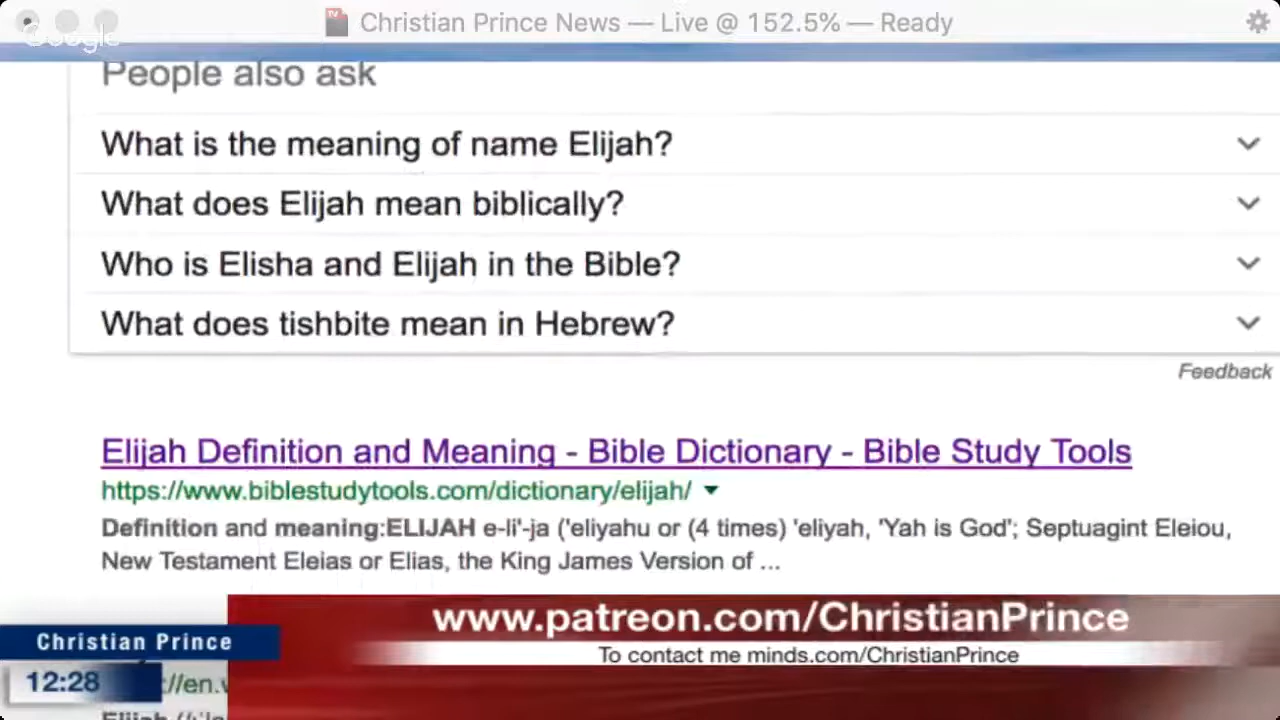 Christian Prince News — Live @ 152.5% — Ready
Google
People also ask
What is the meaning of name Elijah?
What does Elijah mean biblically?
Who is Elisha and Elijah in the Bible?
What does tishbite mean in Hebrew?
Feedback
Elijah Definition and Meaning - Bible Dictionary - Bible Study Tools
https://www.biblestudytools.com/dictionary/elijah/
Definition and meaning:ELIJAH e-li'-ja ('eliyahu or (4 times) 'eliyah, 'Yah is God'; Septuagint Eleiou,
New Testament Eleias or Elias, the King James Version of ...
www.patreon.com/ChristianPrince
Christian Prince
To contact me minds.com/ChristianPrince
12:28
://en.
Elijah